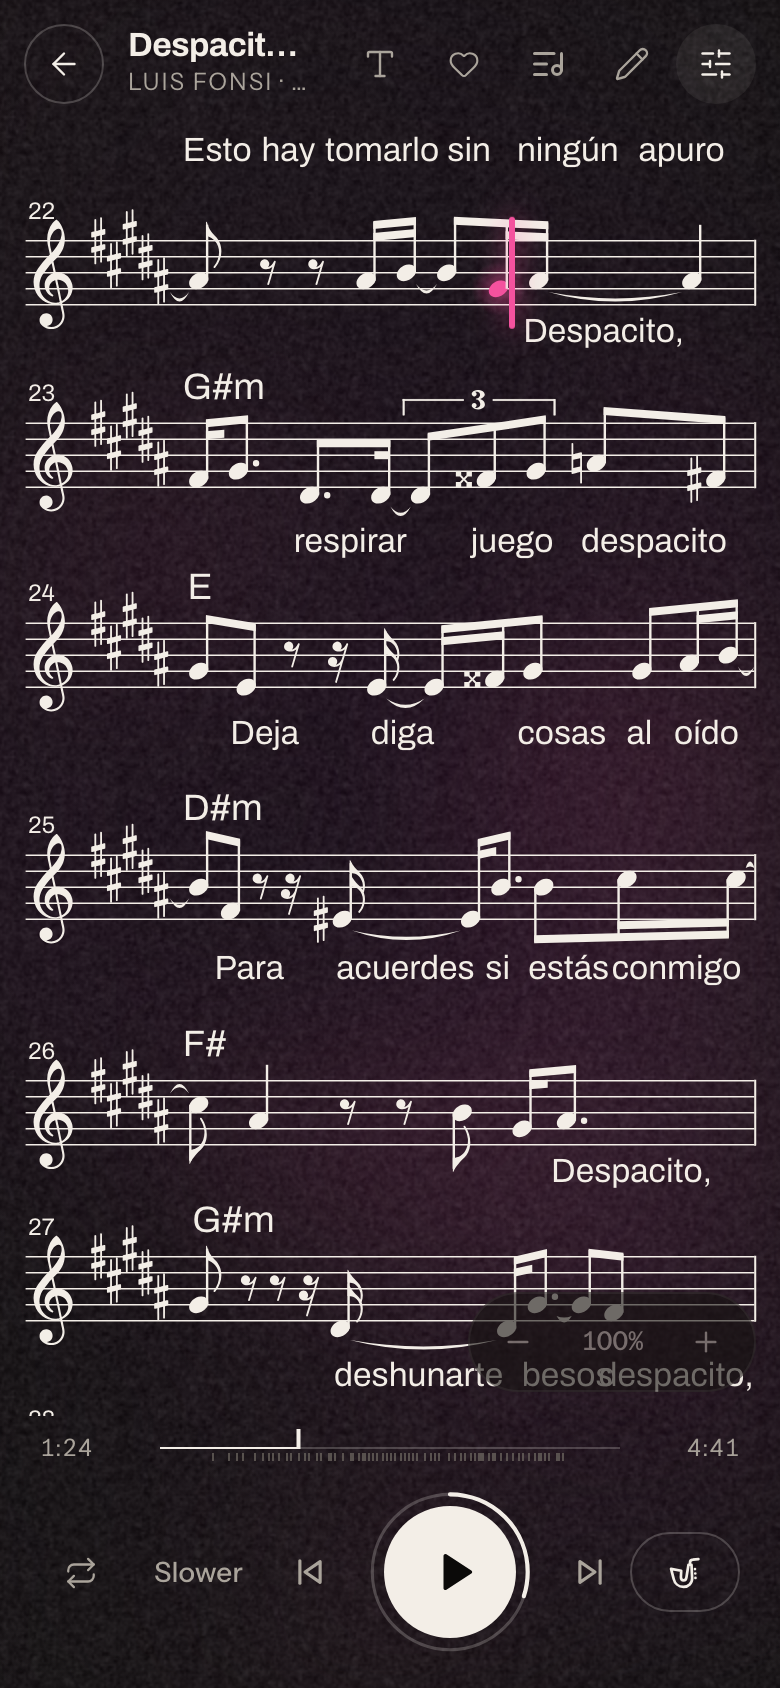 Despacit...
LUIS FONSI · ...
Esto hay tomarlo sin ningún apuro
22
Despacito,
G#m
23
3
respirar juego despacito
E
24
Deja diga cosas al oído
D#m
25
Para acuerdes si estás conmigo
F#
26
Despacito,
G#m
27
100%
deshunarte besos despacito,
1:24 4:41
Slower